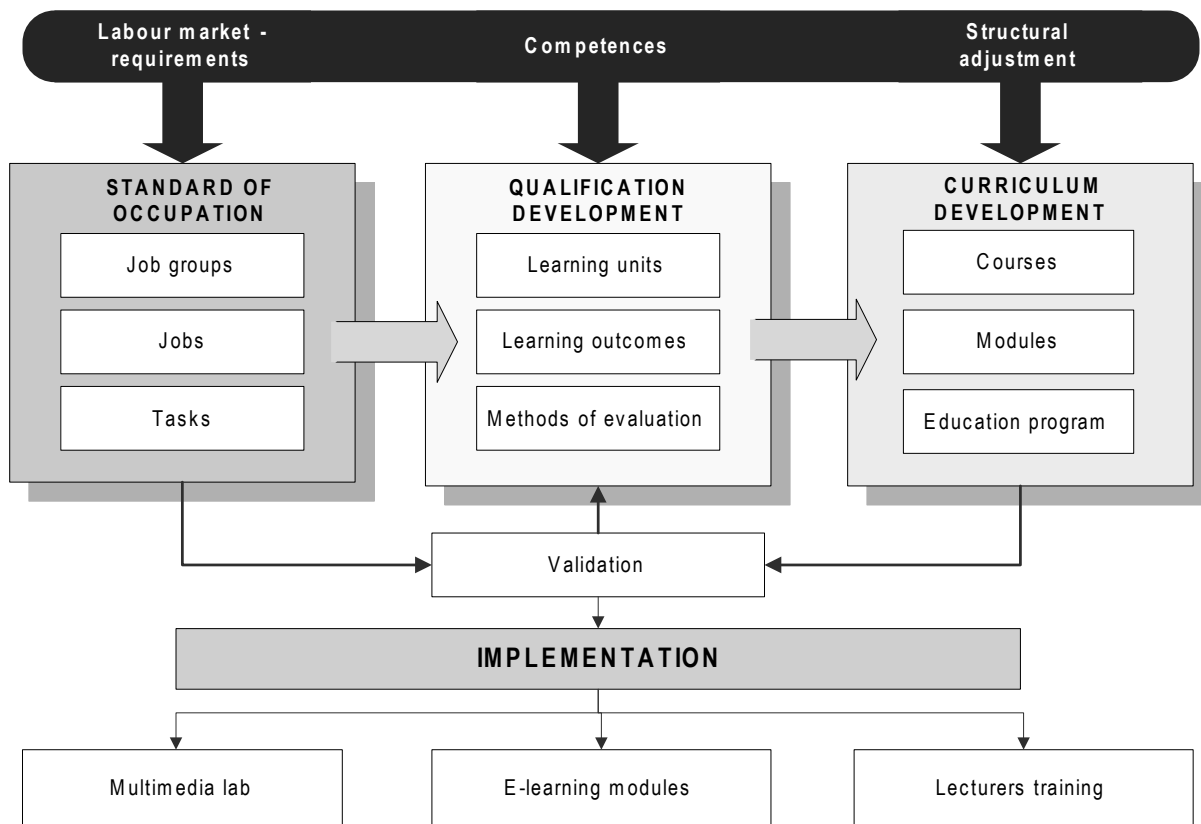 Labour market -
requirements
Competences
Structural
adjustment
STANDARD OF
OCCUPATION
Job groups
Jobs
Tasks
QUALIFICATION
DEVELOPMENT
Learning units
Learning outcomes
Methods of evaluation
CURRICULUM
DEVELOPMENT
Courses
Modules
Education program
Validation
IMPLEMENTATION
Multimedia lab
E-learning modules
Lecturers training